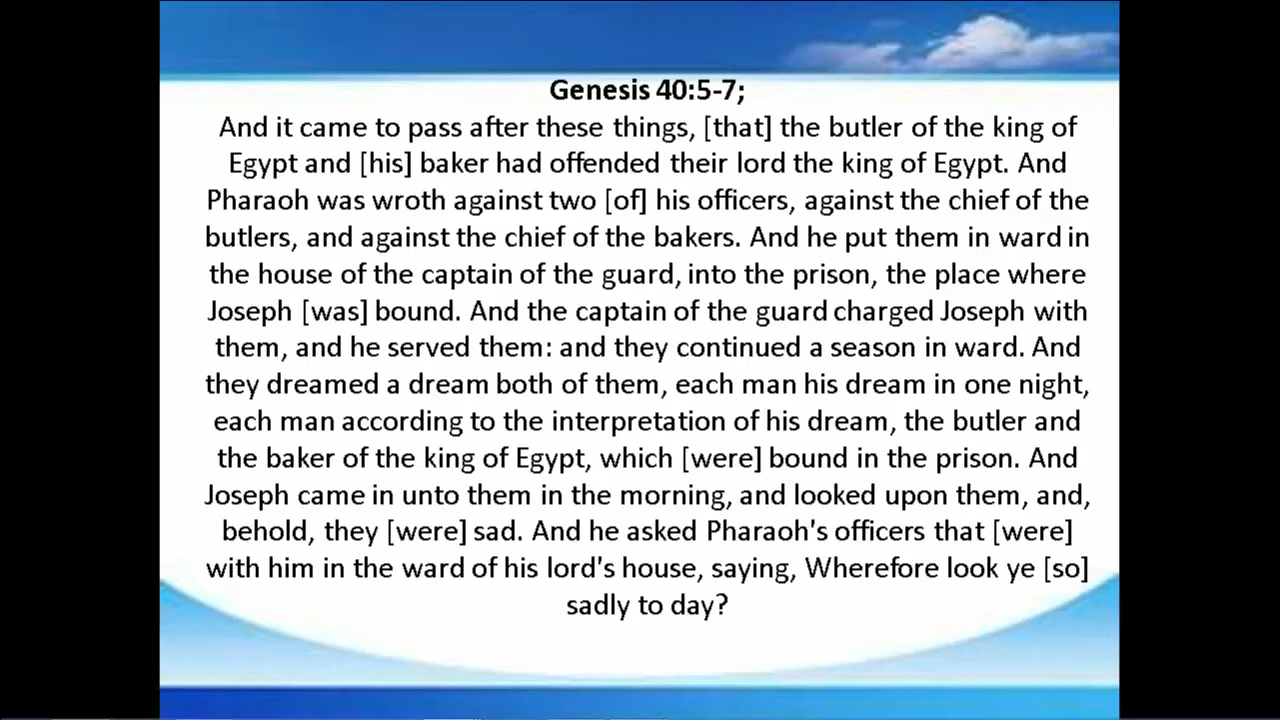 Genesis 40:5-7;
And it came to pass after these things, [that] the butler of the king of
Egypt and [his] baker had offended their lord the king of Egypt. And
Pharaoh was wroth against two [of] his officers, against the chief of the
butlers, and against the chief of the bakers. And he put them in ward in
the house of the captain of the guard, into the prison, the place where
Joseph [was] bound. And the captain of the guard charged Joseph with
them, and he served them: and they continued a season in ward. And
they dreamed a dream both of them, each man his dream in one night,
each man according to the interpretation of his dream, the butler and
the baker of the king of Egypt, which [were] bound in the prison. And
Joseph came in unto them in the morning, and looked upon them, and,
behold, they [were] sad. And he asked Pharaoh's officers that [were]
with him in the ward of his lord's house, saying, Wherefore look ye [so]
sadly to day?